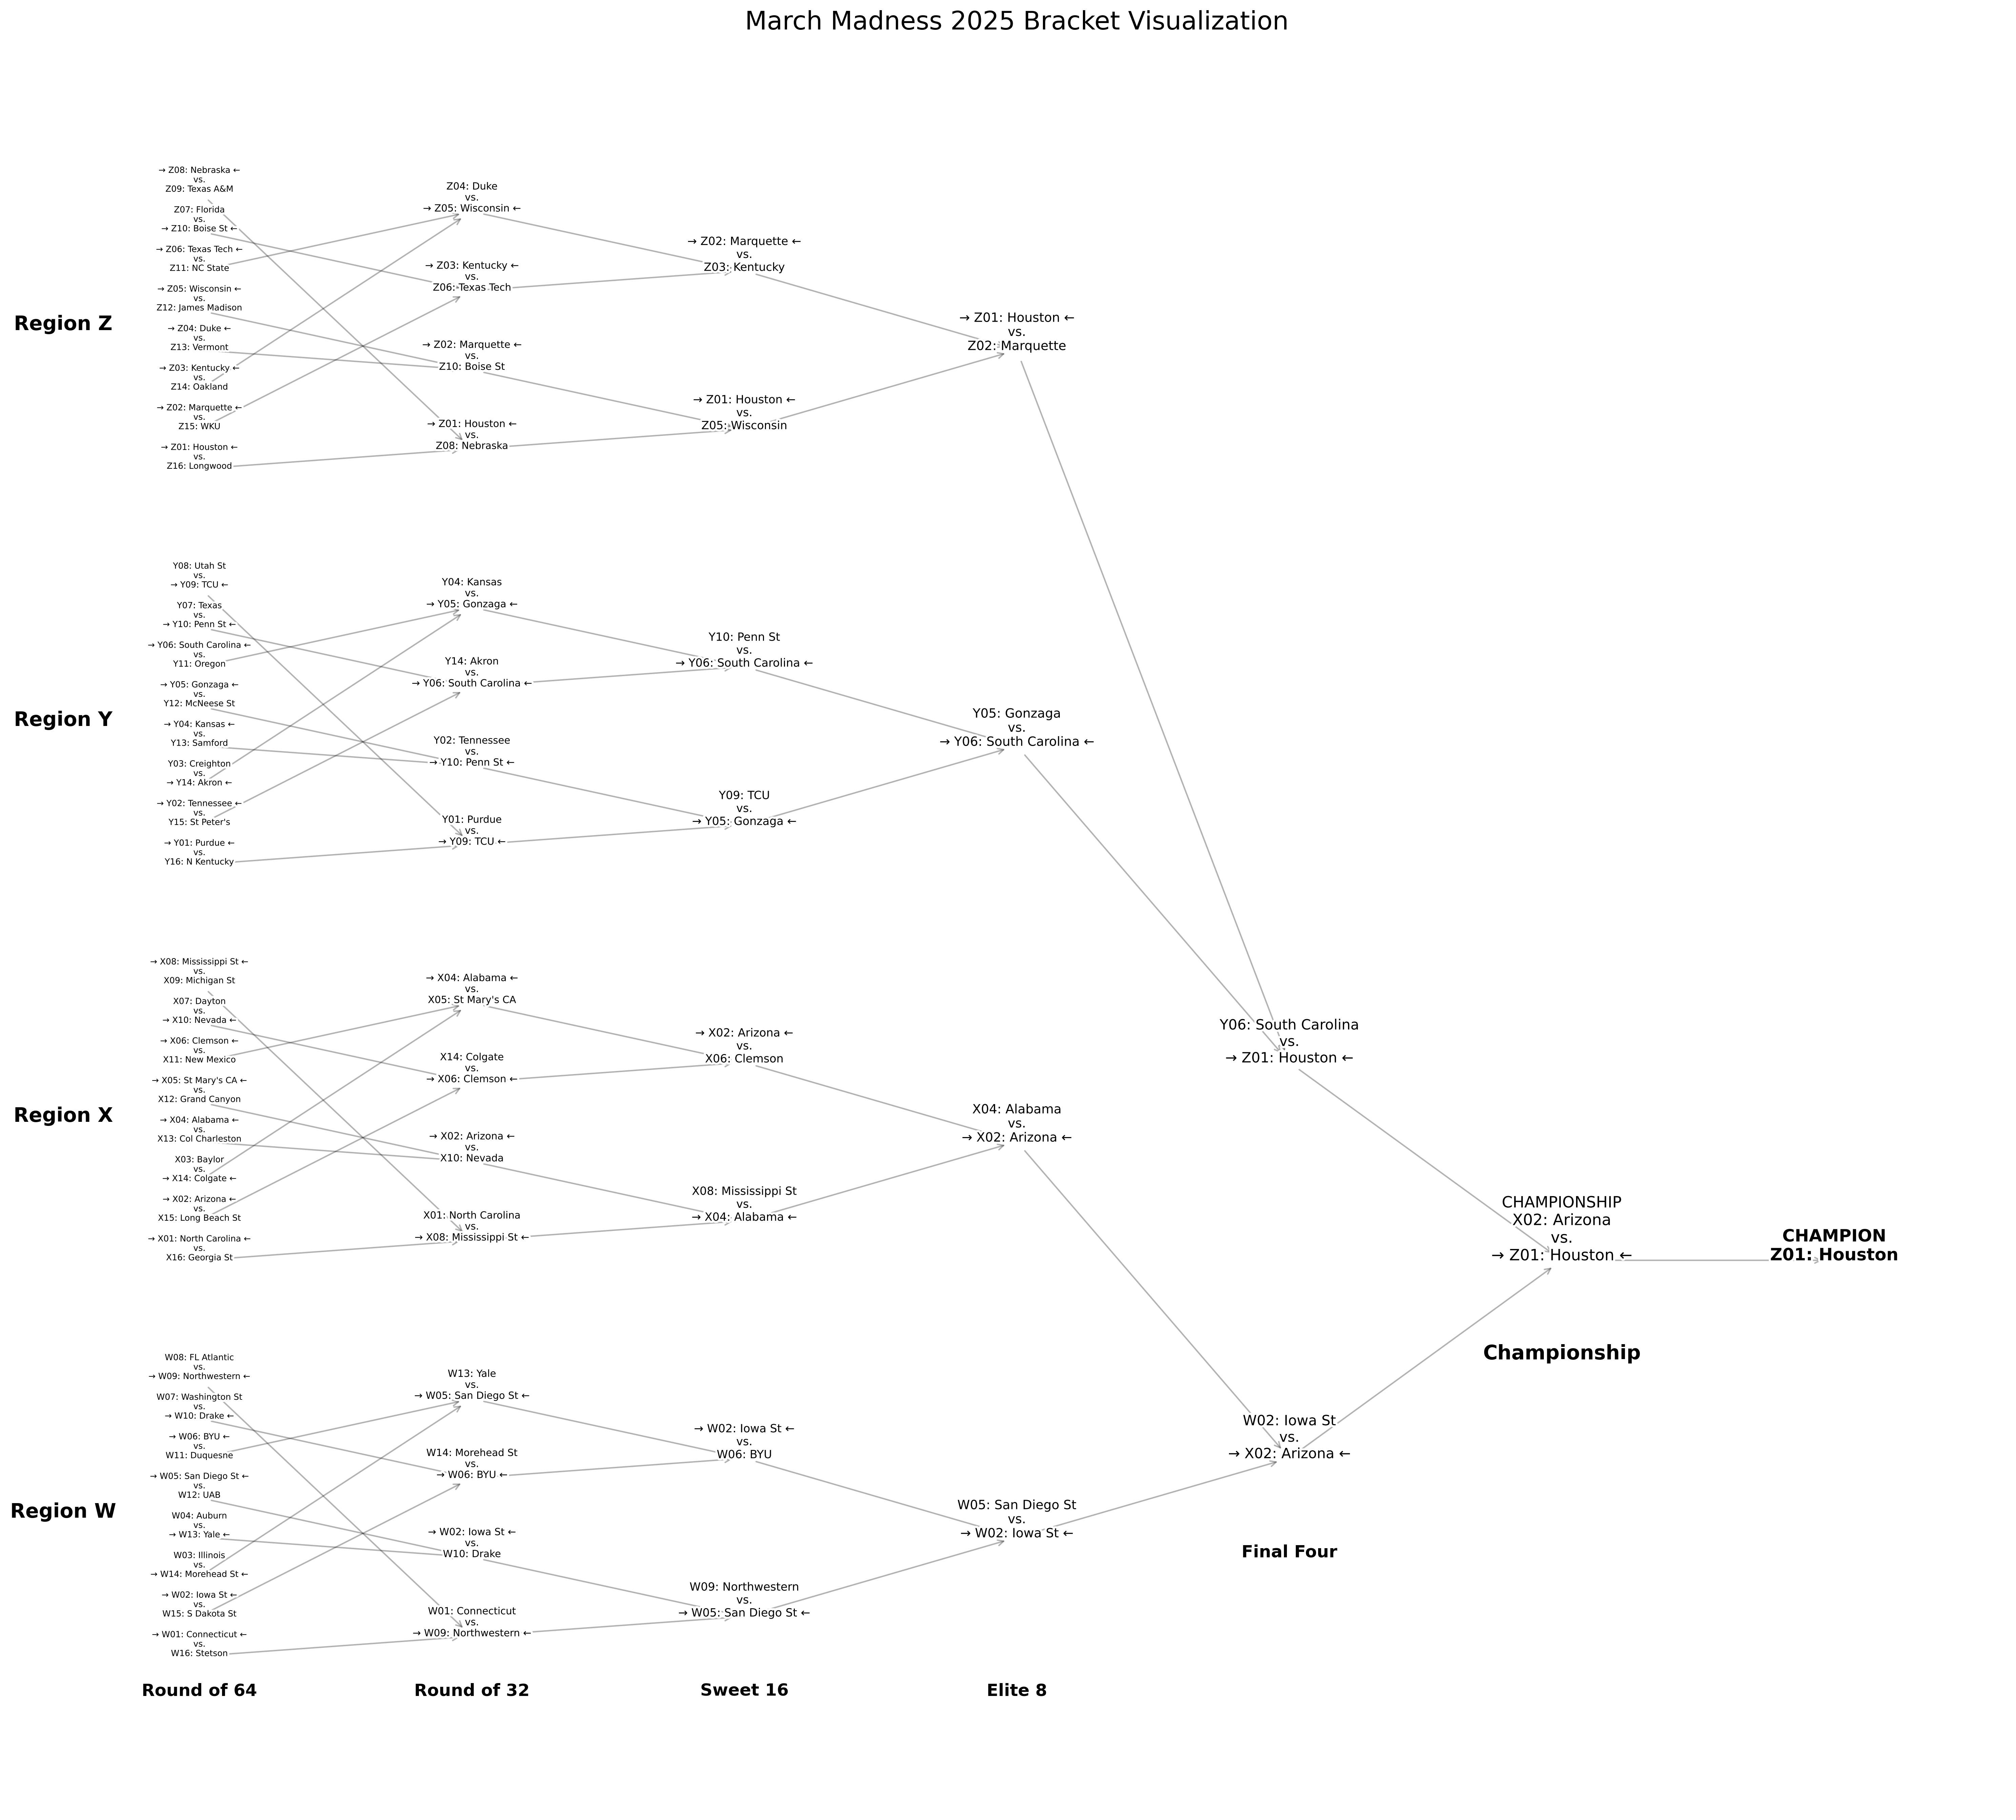 March Madness 2025 Bracket Visualization
Region Z
→ Z08: Nebraska ←
vs.
Z09: Texas A&M
Z07: Florida
vs.
→ Z10: Boise St ←
→ Z06: Texas Tech ←
vs.
Z11: NC State
→ Z05: Wisconsin ←
vs.
Z12: James Madison
→ Z04: Duke ←
vs.
Z13: Vermont
→ Z03: Kentucky ←
vs.
Z14: Oakland
→ Z02: Marquette ←
vs.
Z15: WKU
→ Z01: Houston ←
vs.
Z16: Longwood
Z04: Duke
vs.
→ Z05: Wisconsin ←
→ Z03: Kentucky ←
vs.
Z06: Texas Tech
→ Z02: Marquette ←
vs.
Z10: Boise St
→ Z01: Houston ←
vs.
Z08: Nebraska
→ Z02: Marquette ←
vs.
Z03: Kentucky
→ Z01: Houston ←
vs.
Z05: Wisconsin
→ Z01: Houston ←
vs.
Z02: Marquette
Region Y
Y08: Utah St
vs.
→ Y09: TCU ←
Y07: Texas
vs.
→ Y10: Penn St ←
→ Y06: South Carolina ←
vs.
Y11: Oregon
→ Y05: Gonzaga ←
vs.
Y12: McNeese St
→ Y04: Kansas ←
vs.
Y13: Samford
Y03: Creighton
vs.
→ Y14: Akron ←
→ Y02: Tennessee ←
vs.
Y15: St Peter's
→ Y01: Purdue ←
vs.
Y16: N Kentucky
Y04: Kansas
vs.
→ Y05: Gonzaga ←
Y14: Akron
vs.
→ Y06: South Carolina ←
Y02: Tennessee
vs.
→ Y10: Penn St ←
Y01: Purdue
vs.
→ Y09: TCU ←
Y10: Penn St
vs.
→ Y06: South Carolina ←
Y09: TCU
vs.
→ Y05: Gonzaga ←
Y05: Gonzaga
vs.
→ Y06: South Carolina ←
Region X
→ X08: Mississippi St ←
vs.
X09: Michigan St
X07: Dayton
vs.
→ X10: Nevada ←
→ X06: Clemson ←
vs.
X11: New Mexico
→ X05: St Mary's CA ←
vs.
X12: Grand Canyon
→ X04: Alabama ←
vs.
X13: Col Charleston
X03: Baylor
vs.
→ X14: Colgate ←
→ X02: Arizona ←
vs.
X15: Long Beach St
→ X01: North Carolina ←
vs.
X16: Georgia St
→ X04: Alabama ←
vs.
X05: St Mary's CA
X14: Colgate
vs.
→ X06: Clemson ←
→ X02: Arizona ←
vs.
X10: Nevada
X01: North Carolina
vs.
→ X08: Mississippi St ←
→ X02: Arizona ←
vs.
X06: Clemson
X08: Mississippi St
vs.
→ X04: Alabama ←
X04: Alabama
vs.
→ X02: Arizona ←
Region W
W08: FL Atlantic
vs.
→ W09: Northwestern ←
W07: Washington St
vs.
→ W10: Drake ←
→ W06: BYU ←
vs.
W11: Duquesne
→ W05: San Diego St ←
vs.
W12: UAB
W04: Auburn
vs.
→ W13: Yale ←
W03: Illinois
vs.
→ W14: Morehead St ←
→ W02: Iowa St ←
vs.
W15: S Dakota St
→ W01: Connecticut ←
vs.
W16: Stetson
W13: Yale
vs.
→ W05: San Diego St ←
W14: Morehead St
vs.
→ W06: BYU ←
→ W02: Iowa St ←
vs.
W10: Drake
W01: Connecticut
vs.
→ W09: Northwestern ←
→ W02: Iowa St ←
vs.
W06: BYU
W09: Northwestern
vs.
→ W05: San Diego St ←
W05: San Diego St
vs.
→ W02: Iowa St ←
Y06: South Carolina
vs.
→ Z01: Houston ←
W02: Iowa St
vs.
→ X02: Arizona ←
Final Four
CHAMPIONSHIP
X02: Arizona
vs.
→ Z01: Houston ←
Championship
CHAMPION
Z01: Houston
Round of 64
Round of 32
Sweet 16
Elite 8